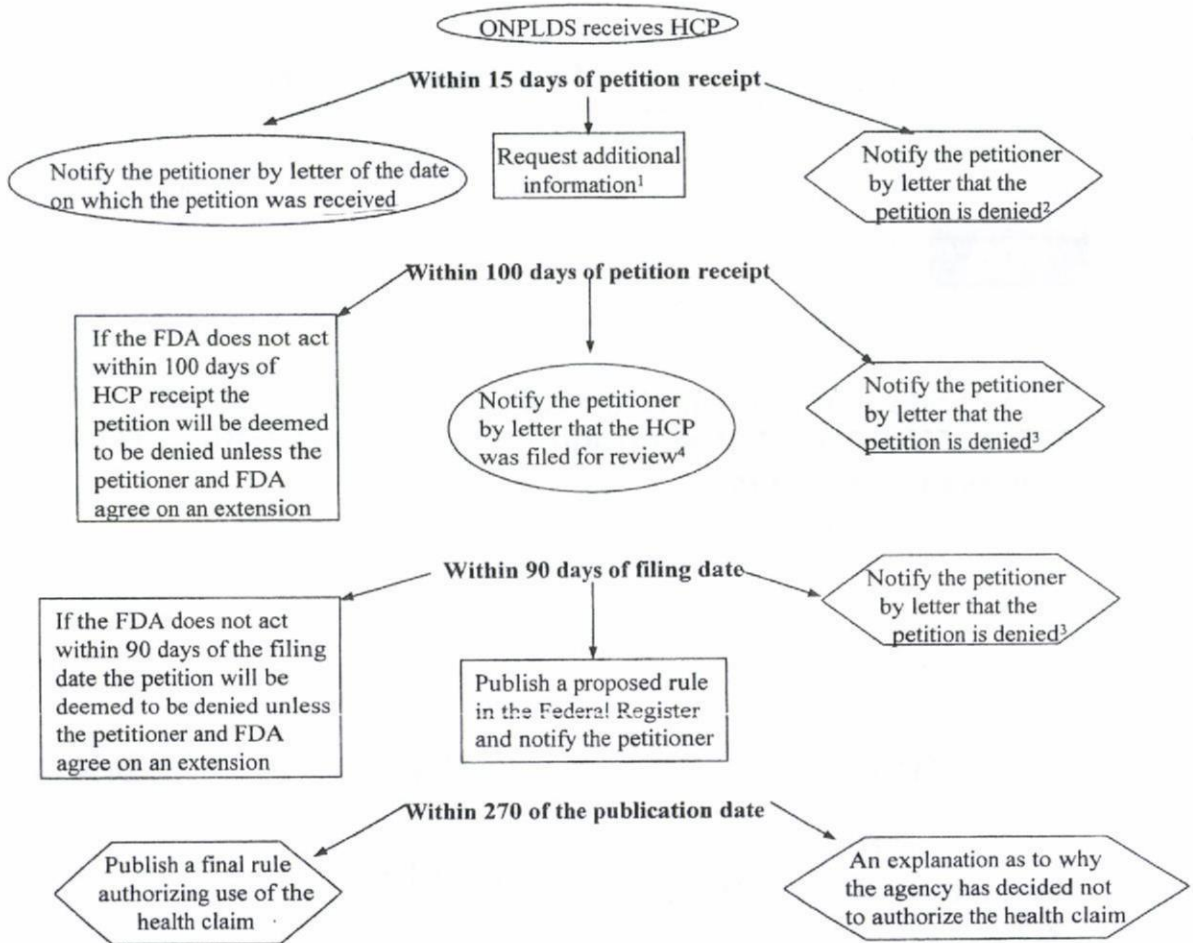 ONPLDS receives HCP
Within 15 days of petition receipt
Notify the petitioner by letter of the date
on which the petition was received
Request additional
information¹
Notify the petitioner
by letter that the
petition is denied²
Within 100 days of petition receipt
If the FDA does not act
within 100 days of
HCP receipt the
petition will be deemed
to be denied unless the
petitioner and FDA
agree on an extension
Notify the petitioner
by letter that the HCP
was filed for review⁴
Notify the petitioner
by letter that the
petition is denied³
Within 90 days of filing date
If the FDA does not act
within 90 days of the filing
date the petition will be
deemed to be denied unless
the petitioner and FDA
agree on an extension
Publish a proposed rule
in the Federal Register
and notify the petitioner
Notify the petitioner
by letter that the
petition is denied³
Within 270 of the publication date
Publish a final rule
authorizing use of the
health claim
An explanation as to why
the agency has decided not
to authorize the health claim